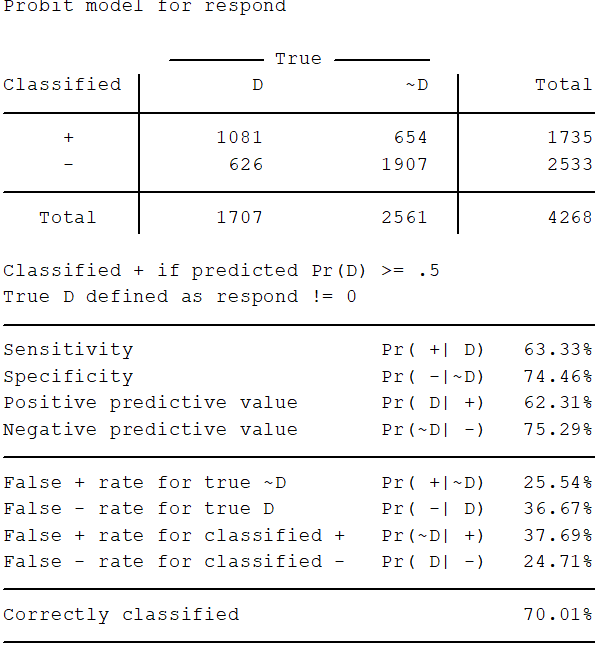 Probit model for respond
True
Classified D ~D Total
+ 1081 654 1735
- 626 1907 2533
Total 1707 2561 4268
Classified + if predicted Pr(D) >= .5
True D defined as respond != 0
Sensitivity Pr( +| D) 63.33%
Specificity Pr( -|~D) 74.46%
Positive predictive value Pr( D| +) 62.31%
Negative predictive value Pr(~D| -) 75.29%
False + rate for true ~D Pr( +|~D) 25.54%
False - rate for true D Pr( -| D) 36.67%
False + rate for classified + Pr(~D| +) 37.69%
False - rate for classified - Pr( D| -) 24.71%
Correctly classified 70.01%